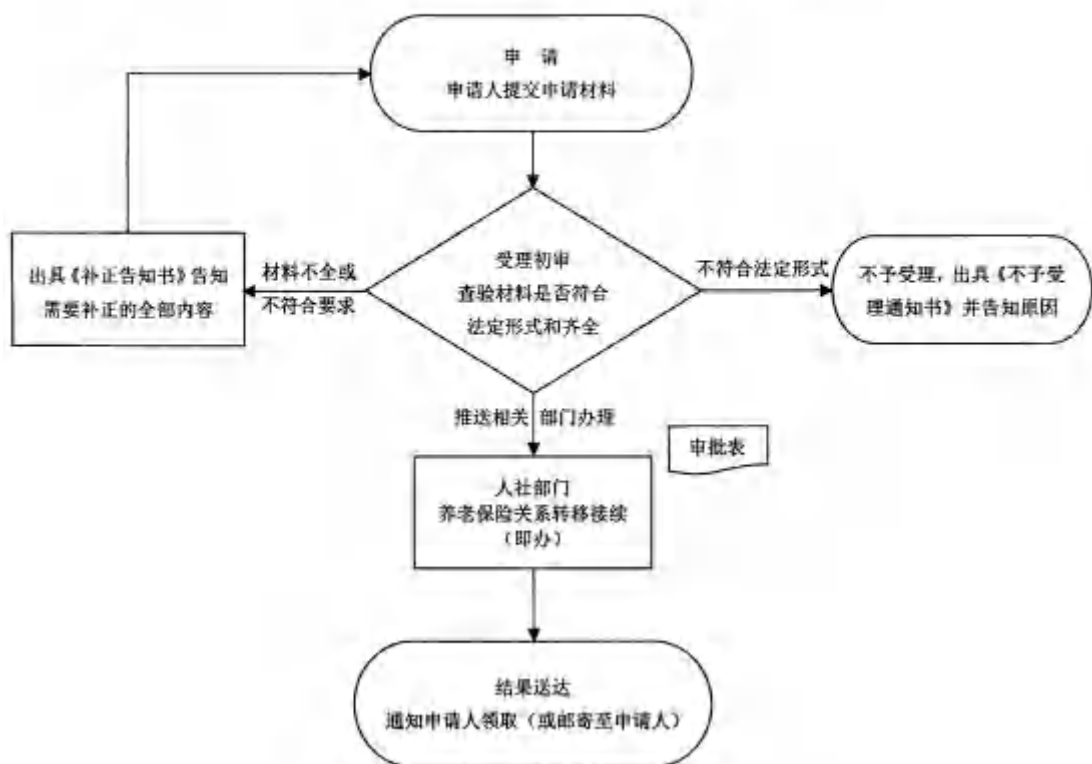 申 请
申请人提交申请材料
出具《补正告知书》告知
需要补正的全部内容
材料不全或
不符合要求
受理初审
查验材料是否符合
法定形式和齐全
不符合法定形式
不予受理，出具《不予受
理通知书》并告知原因
推送相关 部门办理
审批表
人社部门
养老保险关系转移接续
（即办）
结果送达
通知申请人领取（或邮寄至申请人）